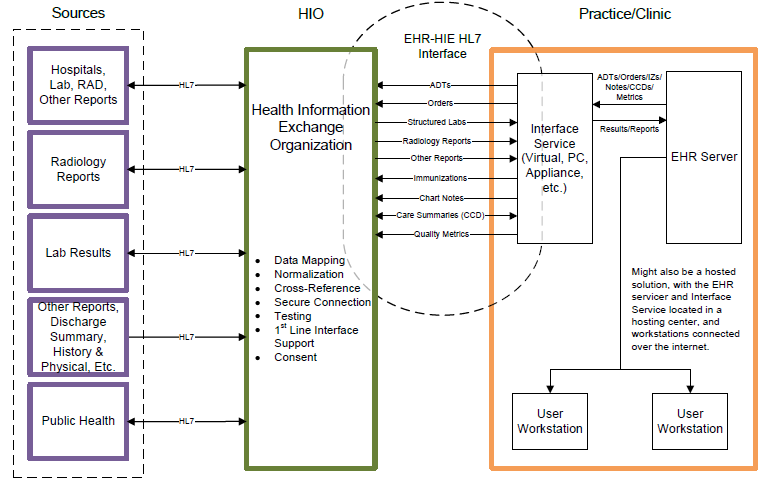 Sources
HIO
Practice/Clinic
EHR-HIE HL7
Interface
Hospitals,
Lab, RAD,
Other Reports
HL7
Radiology
Reports
HL7
Lab Results
HL7
Other Reports,
Discharge
Summary,
History &
Physical, Etc.
HL7
Public Health
HL7
Health Information
Exchange
Organization
• Data Mapping
• Normalization
• Cross-Reference
• Secure Connection
• Testing
• 1st Line Interface
Support
• Consent
ADTs
Orders
Structured Labs
Radiology Reports
Other Reports
Immunizations
Chart Notes
Care Summaries (CCD)
Quality Metrics
Interface
Service
(Virtual, PC,
Appliance,
etc.)
ADTs/Orders/IZs/
Notes/CCDs/
Metrics
Results/Reports
EHR Server
Might also be a hosted
solution, with the EHR
servicer and Interface
Service located in a
hosting center, and
workstations connected
over the internet.
User
Workstation
User
Workstation